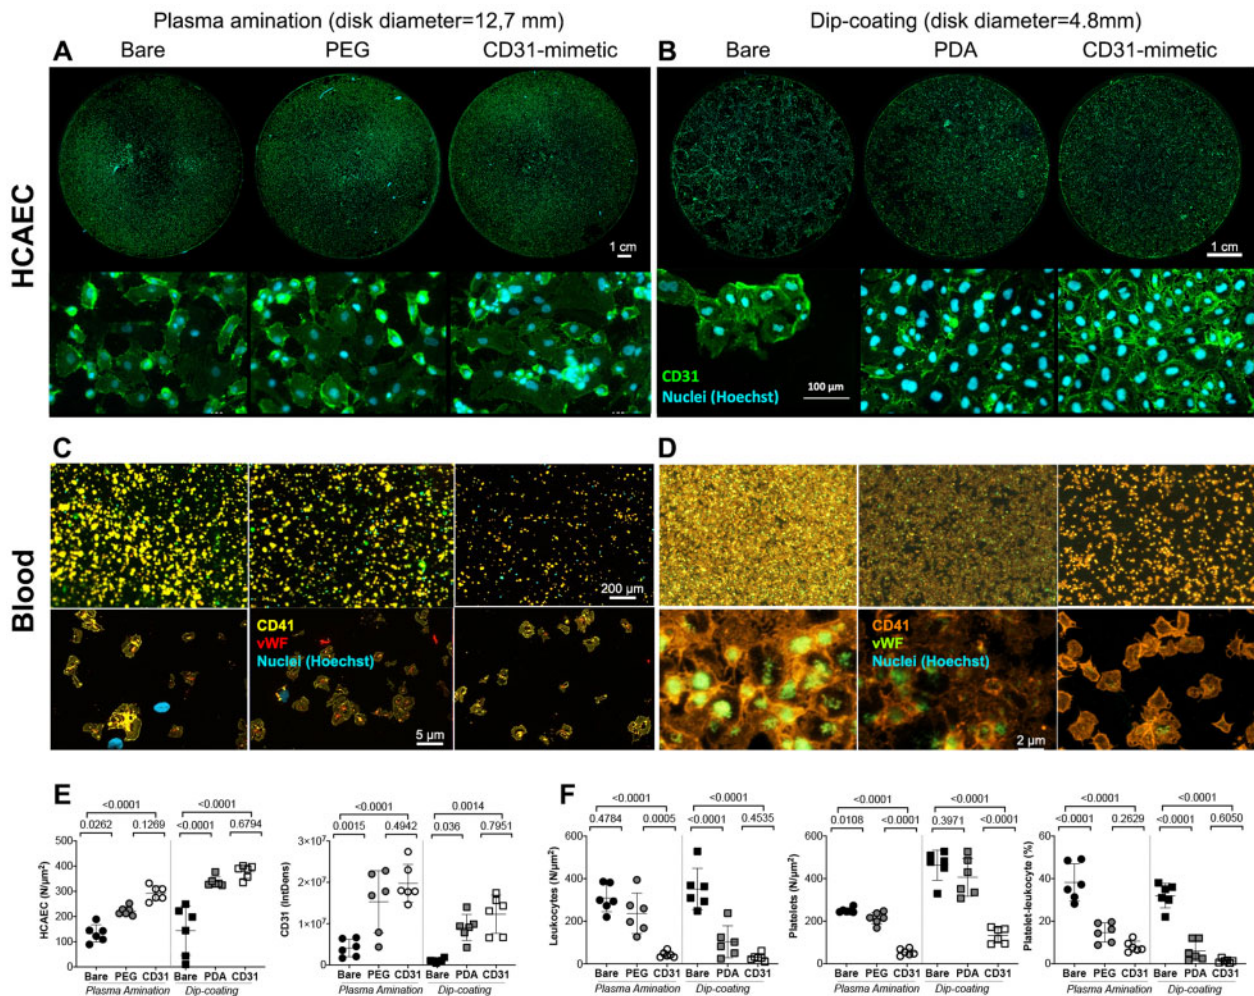 Plasma amination (disk diameter=12,7 mm)
Dip-coating (disk diameter=4.8mm)
A Bare PEG CD31-mimetic
B Bare PDA CD31-mimetic
HCAEC
1 cm
1 cm
CD31
Nuclei (Hoechst)
100 µm
C
D
Blood
200 µm
CD41
vWF
Nuclei (Hoechst)
5 µm
CD41
vWF
Nuclei (Hoechst)
2 µm
E
<0.0001 <0.0001
0.0262 0.1269 <0.0001 0.6794
HCAEC (N/µm²)
500
400
300
200
100
0
Bare PEG CD31 Bare PDA CD31
Plasma Amination Dip-coating
<0.0001 0.0014
0.0015 0.4942 0.036 0.7951
CD31 (IntDens)
3×10⁷
2×10⁷
1×10⁷
0
Bare PEG CD31 Bare PDA CD31
Plasma Amination Dip-coating
F
<0.0001 <0.0001
0.4784 0.0005 <0.0001 0.4535
Leukocytes (N/µm²)
600
400
200
0
Bare PEG CD31 Bare PDA CD31
Plasma Amination Dip-coating
<0.0001 <0.0001
0.0108 <0.0001 0.3971 <0.0001
Platelets (N/µm²)
600
400
200
0
Bare PEG CD31 Bare PDA CD31
Plasma Amination Dip-coating
<0.0001 <0.0001
<0.0001 0.2629 <0.0001 0.6050
Platelet-leukocyte (%)
60
40
20
0
Bare PEG CD31 Bare PDA CD31
Plasma Amination Dip-coating